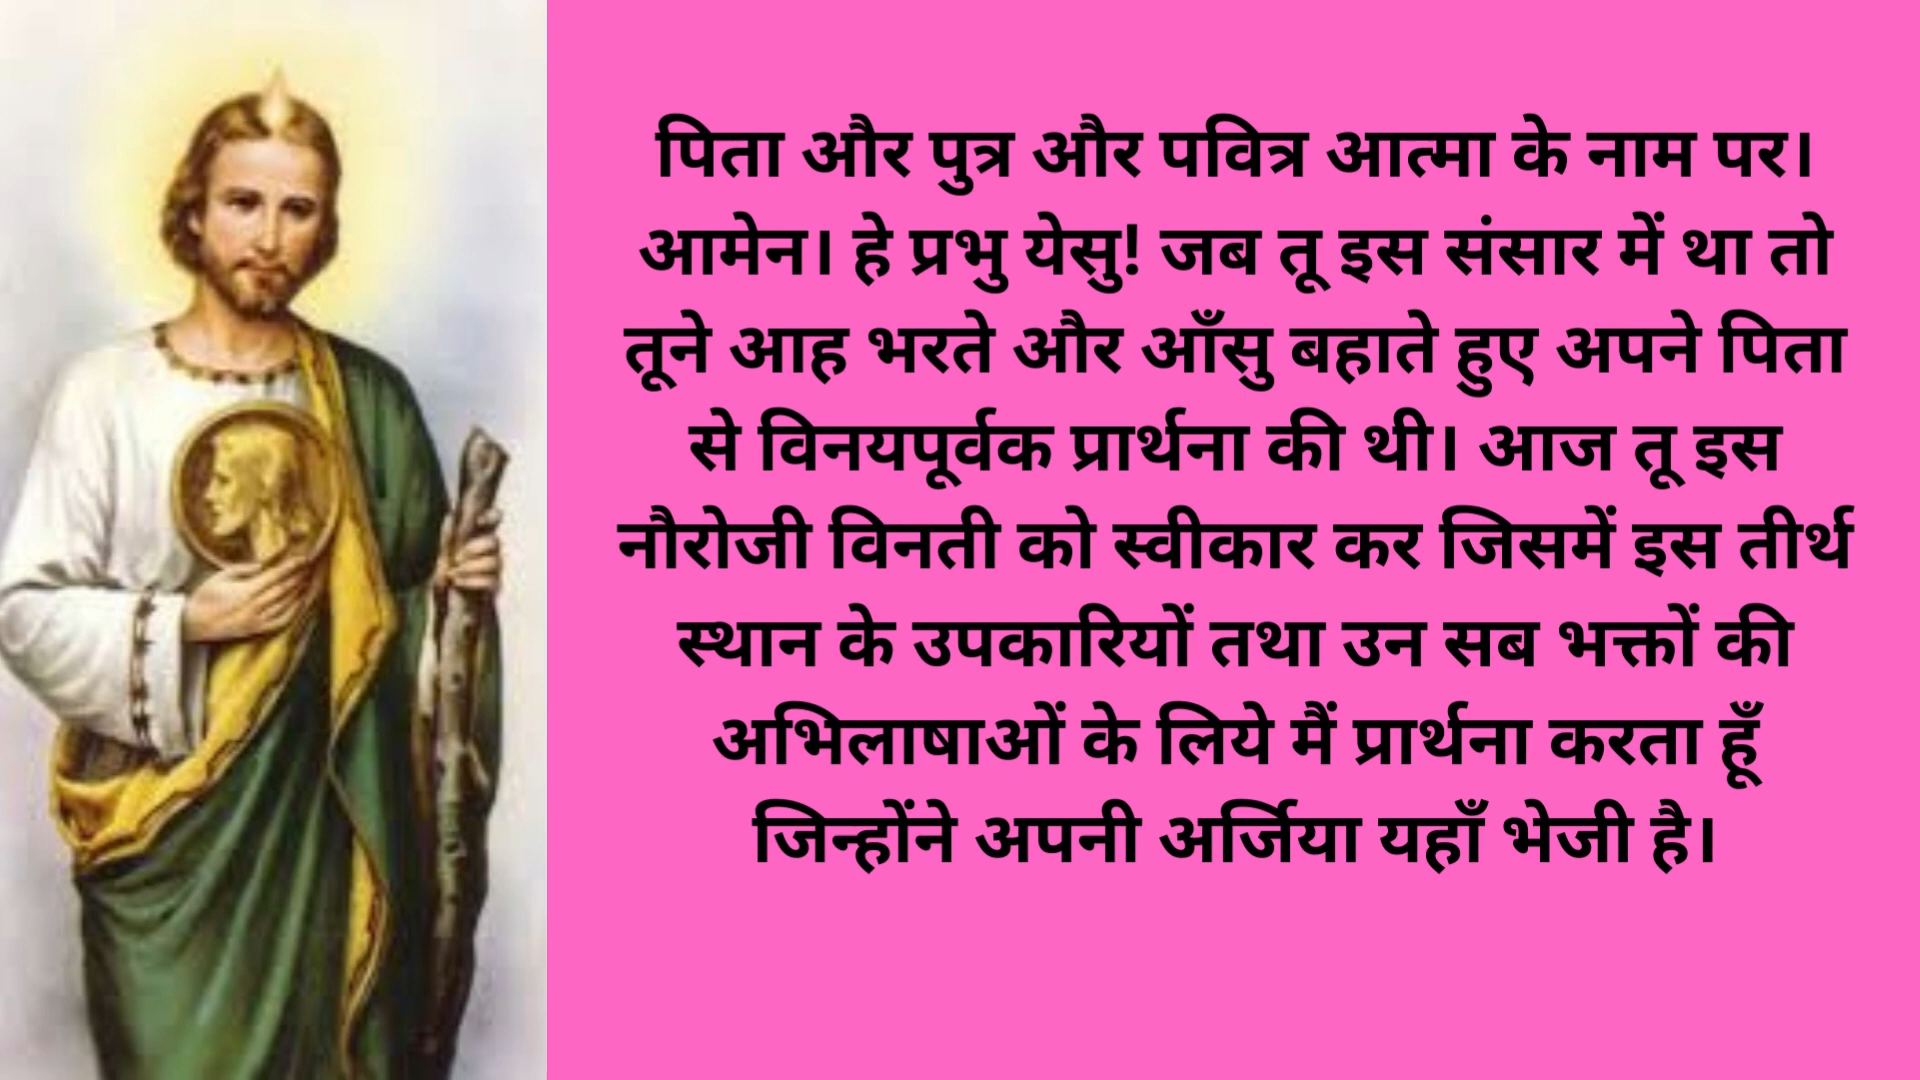 पिता और पुत्र और पवित्र आत्मा के नाम पर।
आमेन। हे प्रभु येसु! जब तू इस संसार में था तो
तूने आह भरते और आँसु बहाते हुए अपने पिता
से विनयपूर्वक प्रार्थना की थी। आज तू इस
नौरोजी विनती को स्वीकार कर जिसमें इस तीर्थ
स्थान के उपकारियों तथा उन सब भक्तों की
अभिलाषाओं के लिये मैं प्रार्थना करता हूँ
जिन्होंने अपनी अर्जिया यहाँ भेजी है।